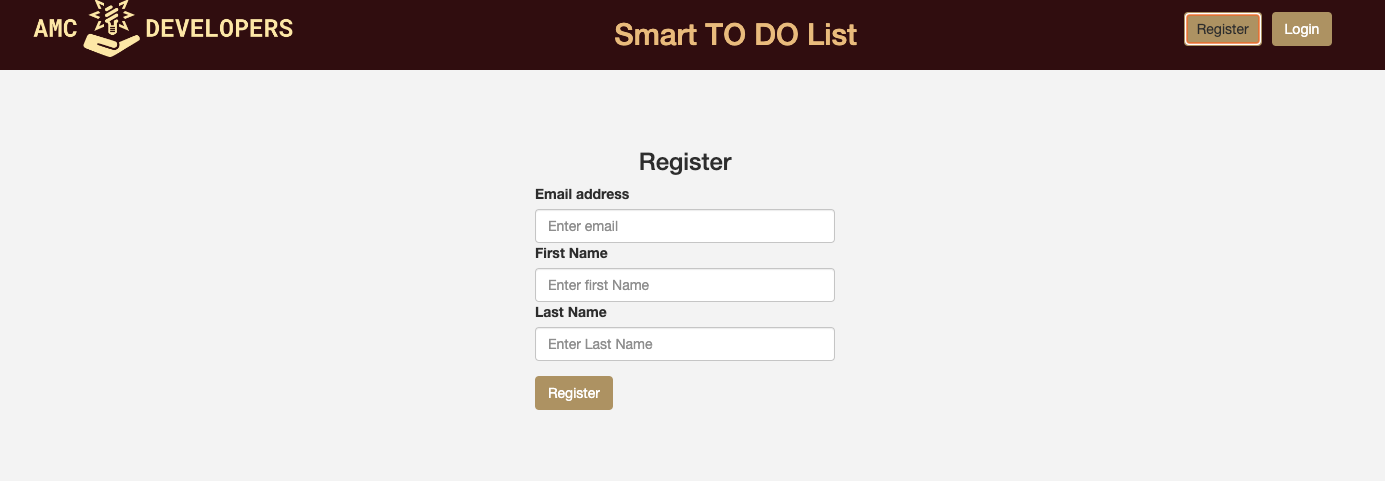 AMC DEVELOPERS
Smart TO DO List
Register
Login
Register
Email address
Enter email
First Name
Enter first Name
Last Name
Enter Last Name
Register